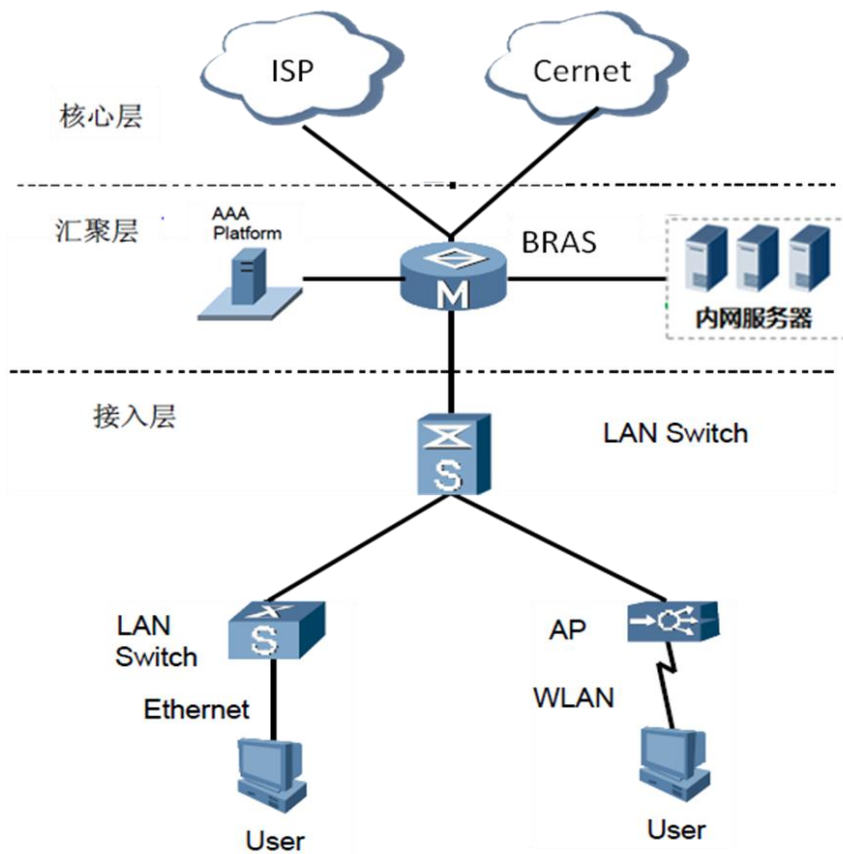 ISP
Cernet
核心层
汇聚层
AAA
Platform
BRAS
M
内网服务器
接入层
S
LAN Switch
LAN
Switch
S
AP
Ethernet
WLAN
User
User